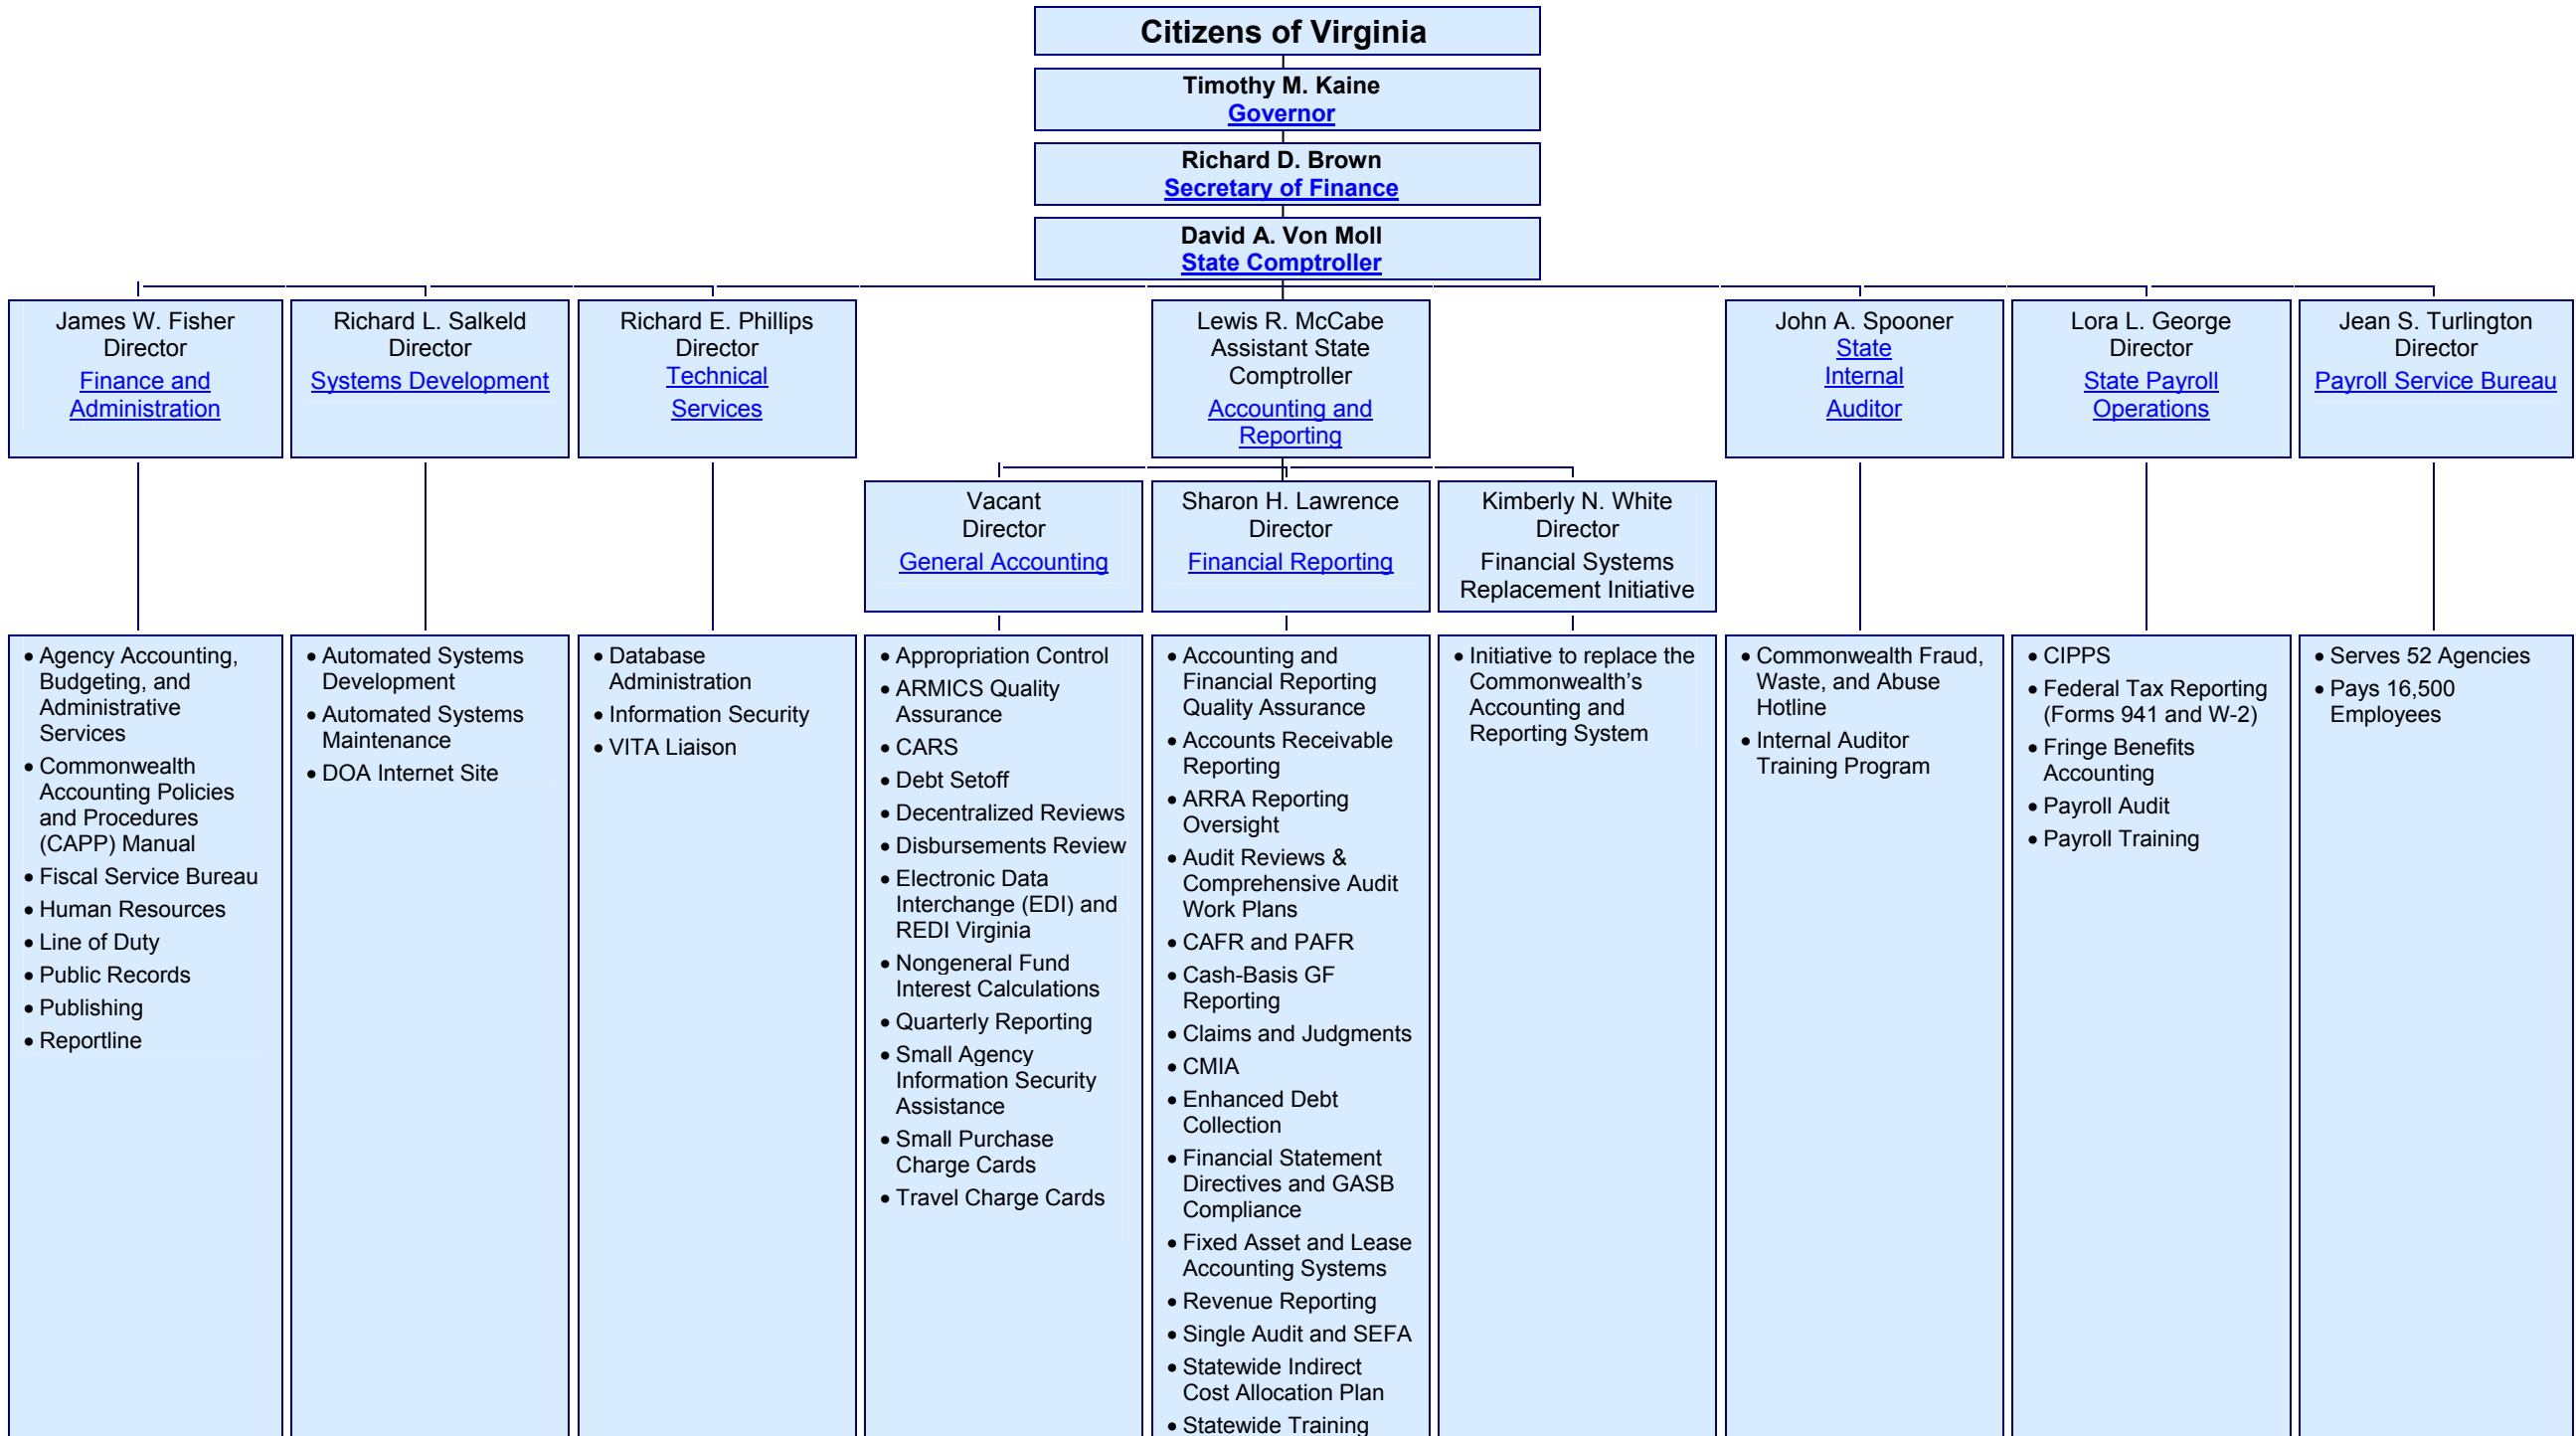 Citizens of Virginia
Timothy M. Kaine
Governor
Richard D. Brown
Secretary of Finance
David A. Von Moll
State Comptroller
James W. Fisher
Director
Finance and
Administration
Richard L. Salkeld
Director
Systems Development
Richard E. Phillips
Director
Technical
Services
Lewis R. McCabe
Assistant State
Comptroller
Accounting and
Reporting
John A. Spooner
State
Internal
Auditor
Lora L. George
Director
State Payroll
Operations
Jean S. Turlington
Director
Payroll Service Bureau
Vacant
Director
General Accounting
Sharon H. Lawrence
Director
Financial Reporting
Kimberly N. White
Director
Financial Systems
Replacement Initiative
• Agency Accounting,
Budgeting, and
Administrative
Services
• Commonwealth
Accounting Policies
and Procedures
(CAPP) Manual
• Fiscal Service Bureau
• Human Resources
• Line of Duty
• Public Records
• Publishing
• Reportline
• Automated Systems
Development
• Automated Systems
Maintenance
• DOA Internet Site
• Database
Administration
• Information Security
• VITA Liaison
• Appropriation Control
• ARMICS Quality
Assurance
• CARS
• Debt Setoff
• Decentralized Reviews
• Disbursements Review
• Electronic Data
Interchange (EDI) and
REDI Virginia
• Nongeneral Fund
Interest Calculations
• Quarterly Reporting
• Small Agency
Information Security
Assistance
• Small Purchase
Charge Cards
• Travel Charge Cards
• Accounting and
Financial Reporting
Quality Assurance
• Accounts Receivable
Reporting
• ARRA Reporting
Oversight
• Audit Reviews &
Comprehensive Audit
Work Plans
• CAFR and PAFR
• Cash-Basis GF
Reporting
• Claims and Judgments
• CMIA
• Enhanced Debt
Collection
• Financial Statement
Directives and GASB
Compliance
• Fixed Asset and Lease
Accounting Systems
• Revenue Reporting
• Single Audit and SEFA
• Statewide Indirect
Cost Allocation Plan
• Statewide Training
• Initiative to replace the
Commonwealth’s
Accounting and
Reporting System
• Commonwealth Fraud,
Waste, and Abuse
Hotline
• Internal Auditor
Training Program
• CIPPS
• Federal Tax Reporting
(Forms 941 and W-2)
• Fringe Benefits
Accounting
• Payroll Audit
• Payroll Training
• Serves 52 Agencies
• Pays 16,500
Employees